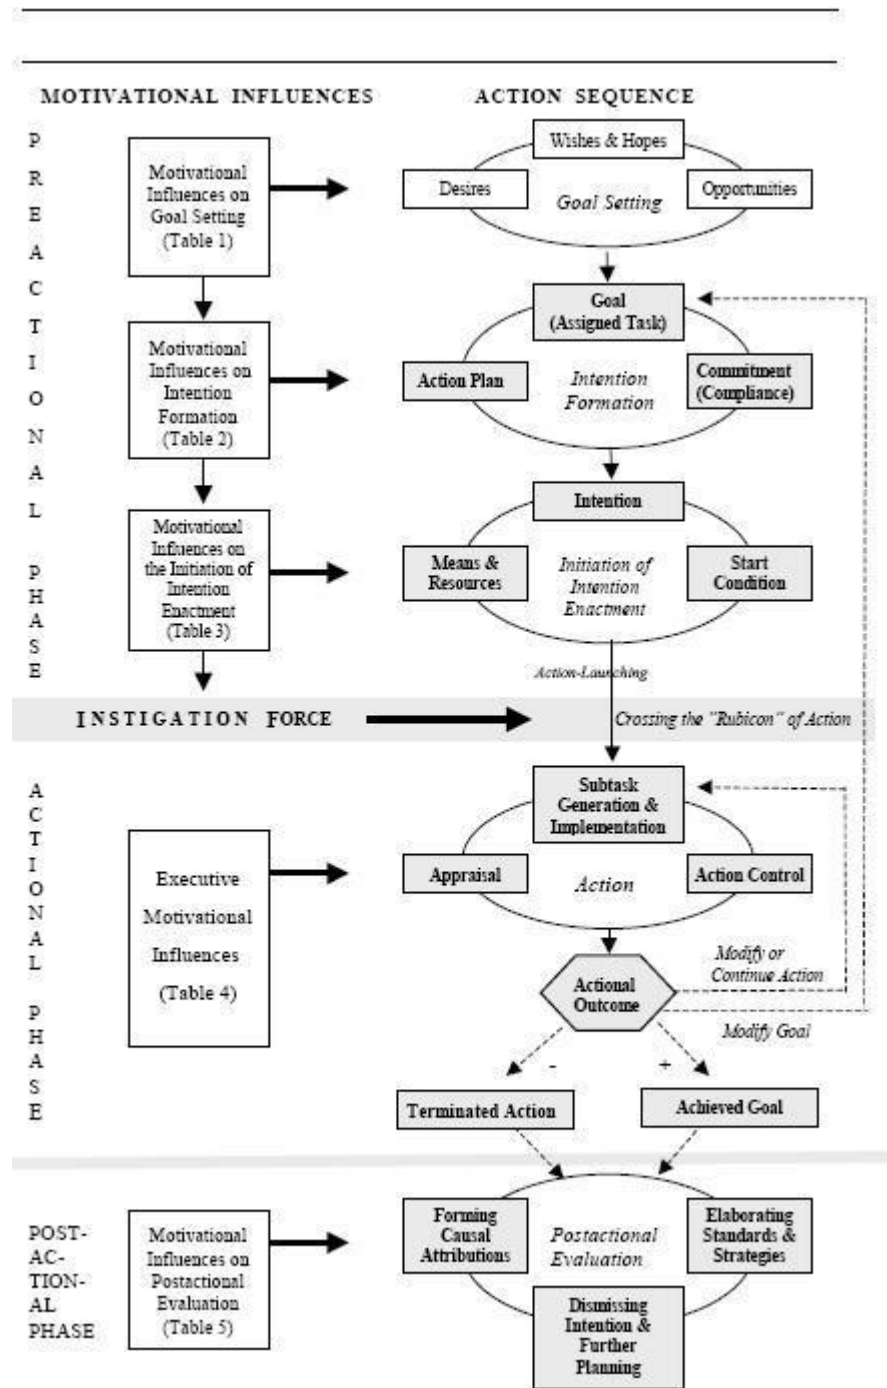 MOTIVATIONAL INFLUENCES
ACTION SEQUENCE
PREACTIONAL PHASE
Motivational
Influences on
Goal Setting
(Table 1)
Wishes & Hopes
Desires
Opportunities
Goal Setting
Motivational
Influences on
Intention
Formation
(Table 2)
Goal
(Assigned Task)
Action Plan
Commitment
(Compliance)
Intention
Formation
Motivational
Influences on
the Initiation of
Intention
Enactment
(Table 3)
Intention
Means &
Resources
Start
Condition
Initiation of
Intention
Enactment
Action-Launching
INSTIGATION FORCE
Crossing the "Rubicon" of Action
ACTIONAL PHASE
Executive
Motivational
Influences
(Table 4)
Subtask
Generation &
Implementation
Appraisal
Action Control
Action
Actional
Outcome
Modify or
Continue Action
Modify Goal
-
+
Terminated Action
Achieved Goal
POST-
AC-
TION-
AL
PHASE
Motivational
Influences on
Postactional
Evaluation
(Table 5)
Forming
Causal
Attributions
Postactional
Evaluation
Elaborating
Standards &
Strategies
Dismissing
Intention &
Further
Planning